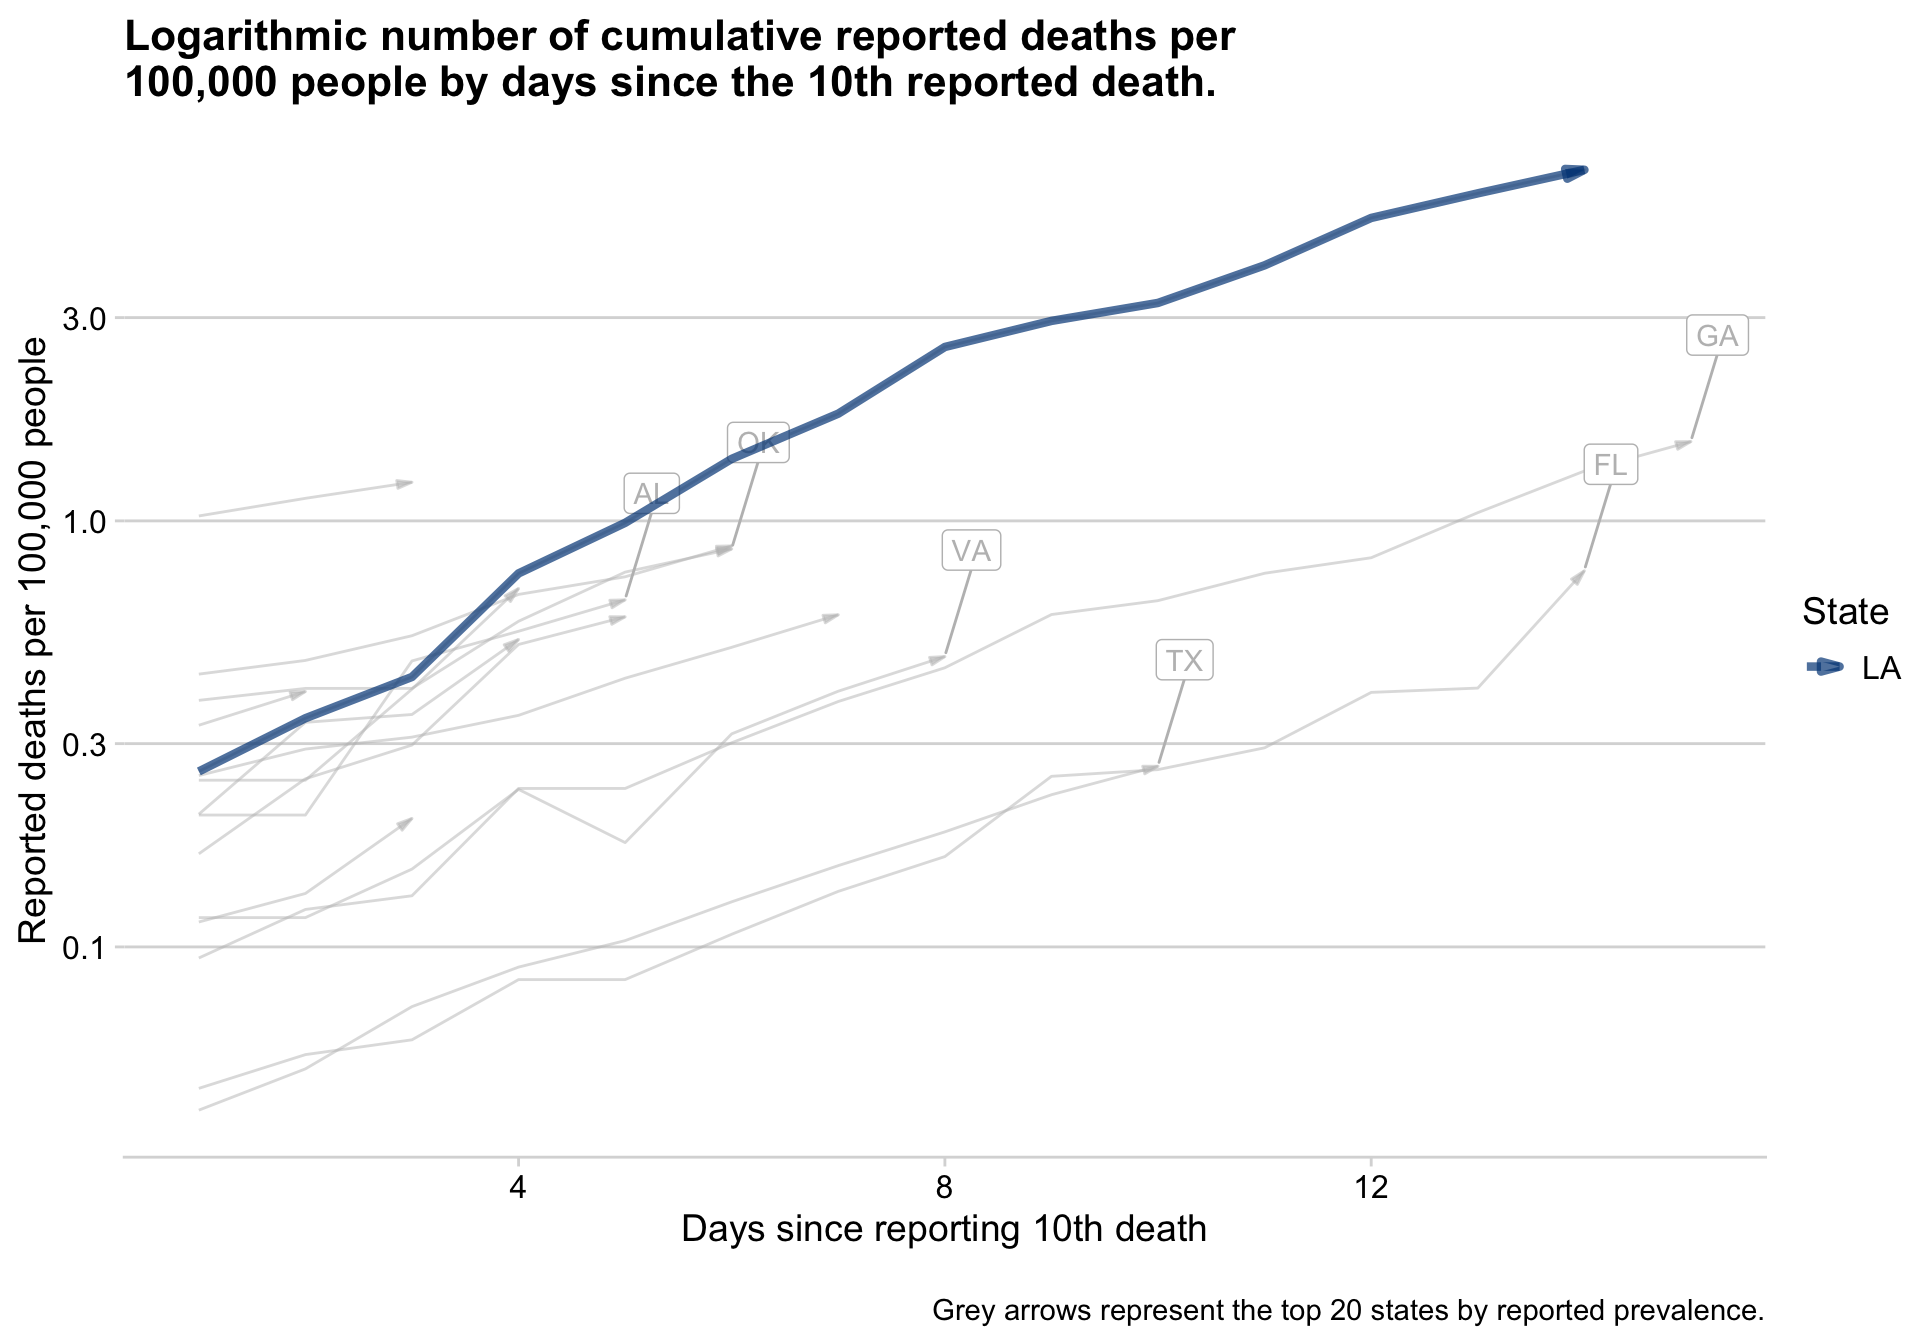 Logarithmic number of cumulative reported deaths per
100,000 people by days since the 10th reported death.
Reported deaths per 100,000 people
3.0
1.0
0.3
0.1
GA
OK
FL
AL
VA
TX
State
LA
4
8
12
Days since reporting 10th death
Grey arrows represent the top 20 states by reported prevalence.